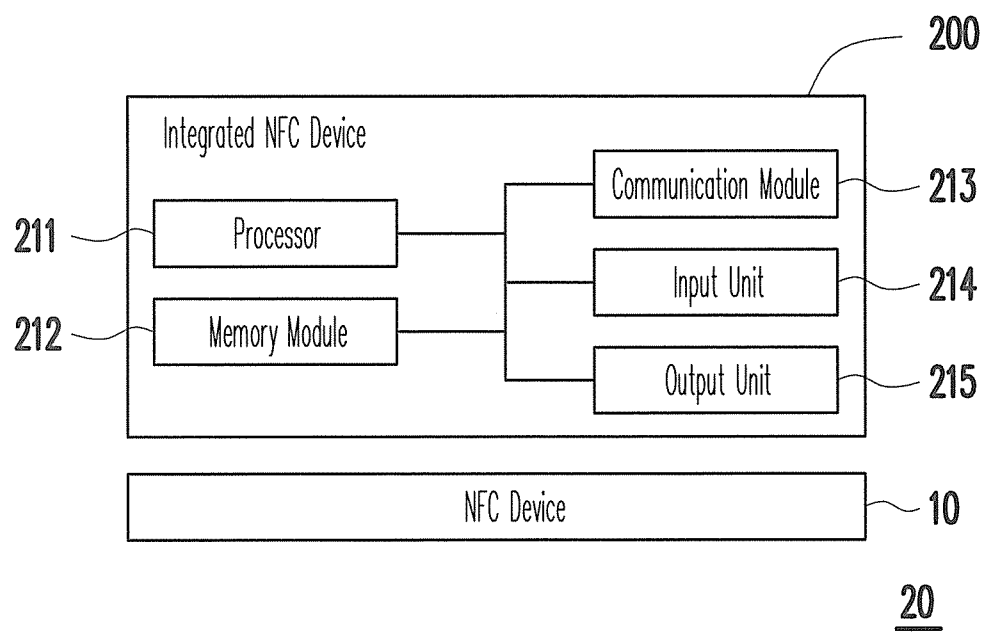 200
Integrated NFC Device
Communication Module
213
211
Processor
Input Unit
214
212
Memory Module
Output Unit
215
NFC Device
10
20